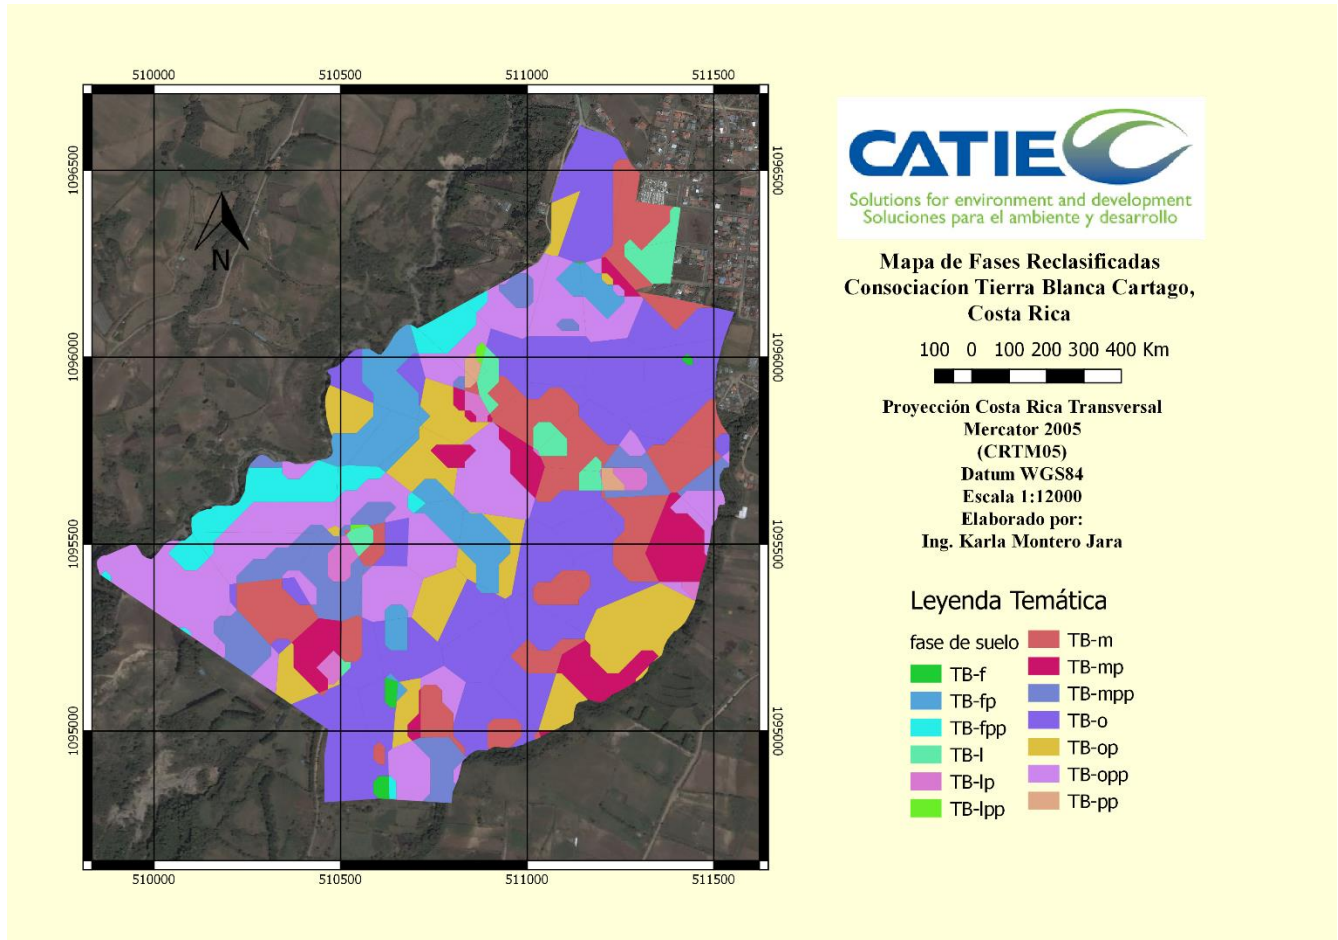 510000 510500 511000 511500
1096500 1096500
1096000 1096000
1095500 1095500
1095000 1095000
N
510000 510500 511000 511500
CATIE
Solutions for environment and development
Soluciones para el ambiente y desarrollo
Mapa de Fases Reclasificadas
Consociacíon Tierra Blanca Cartago,
Costa Rica
100 0 100 200 300 400 Km
Proyección Costa Rica Transversal
Mercator 2005
(CRTM05)
Datum WGS84
Escala 1:12000
Elaborado por:
Ing. Karla Montero Jara
Leyenda Temática
fase de suelo
TB-f
TB-fp
TB-fpp
TB-l
TB-lp
TB-lpp
TB-m
TB-mp
TB-mpp
TB-o
TB-op
TB-opp
TB-pp